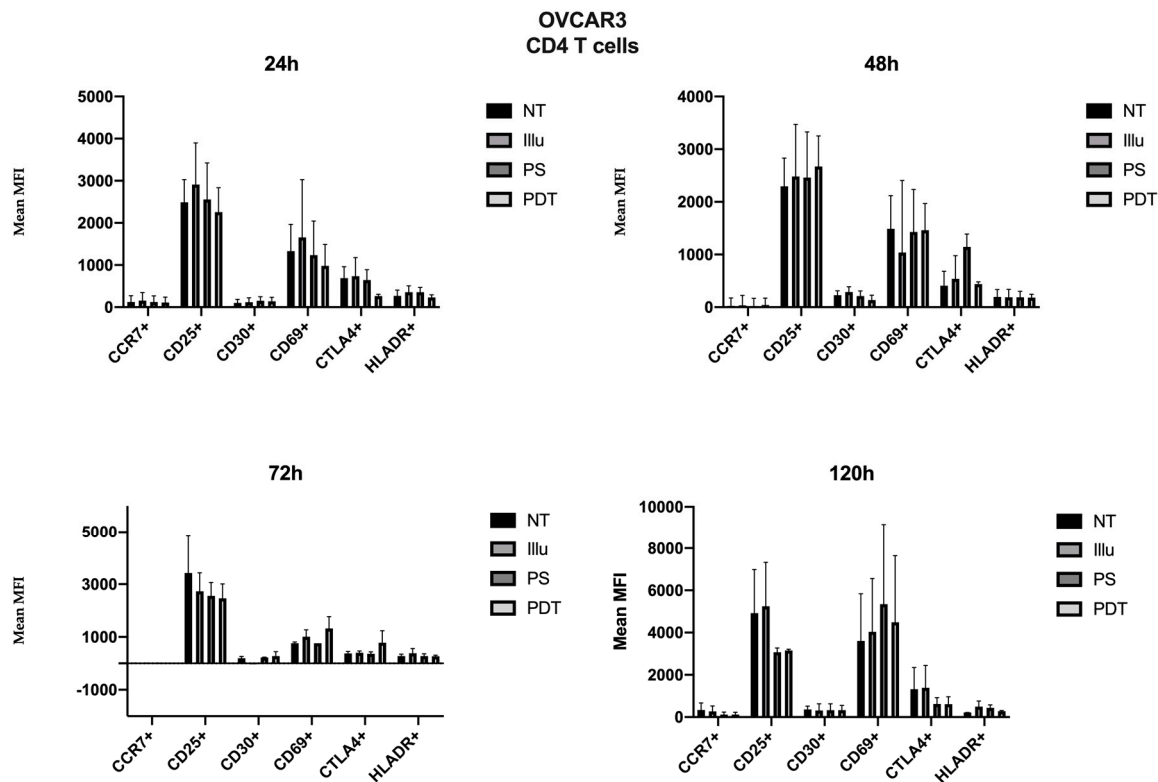 OVCAR3
CD4 T cells
24h
Mean MFI
5000
4000
3000
2000
1000
0
CCR7+
CD25+
CD30+
CD69+
CTLA4+
HLADR+
NT
Illu
PS
PDT
48h
Mean MFI
4000
3000
2000
1000
0
CCR7+
CD25+
CD30+
CD69+
CTLA4+
HLADR+
NT
Illu
PS
PDT
72h
Mean MFI
5000
3000
1000
-1000
CCR7+
CD25+
CD30+
CD69+
CTLA4+
HLADR+
NT
Illu
PS
PDT
120h
Mean MFI
10000
8000
6000
4000
2000
0
CCR7+
CD25+
CD30+
CD69+
CTLA4+
HLADR+
NT
Illu
PS
PDT